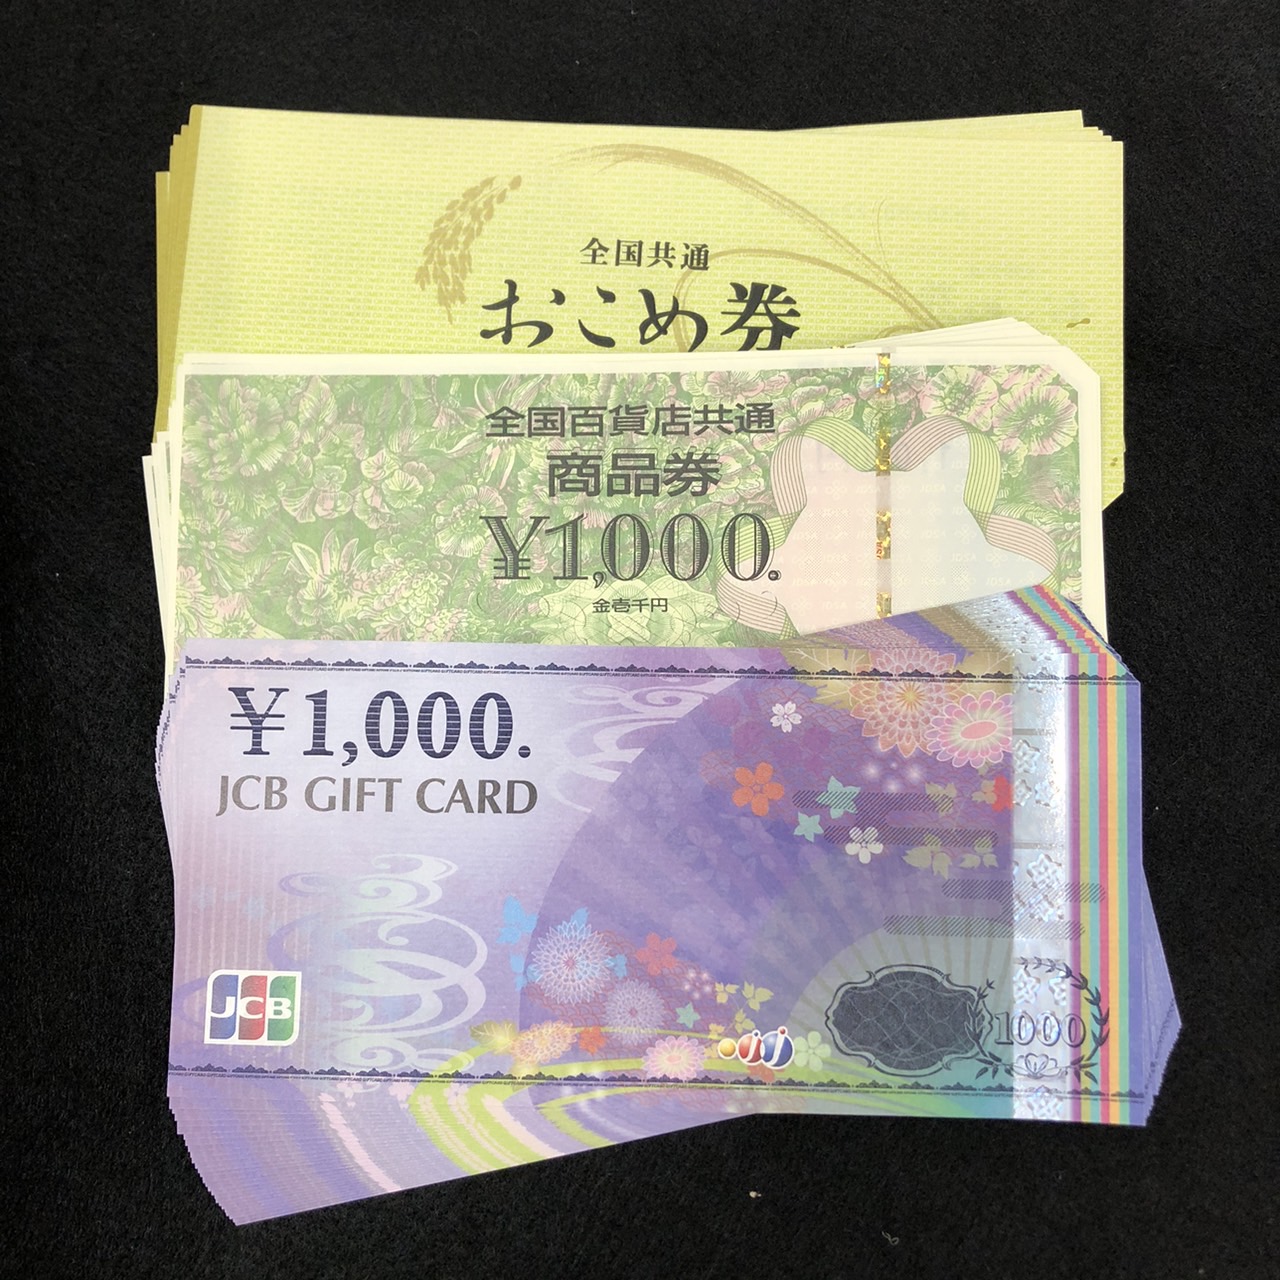 全国共通
おこめ券
全国百貨店共通
商品券
¥1,000.
金壱千円
¥1,000.
JCB GIFT CARD
JCB
1000